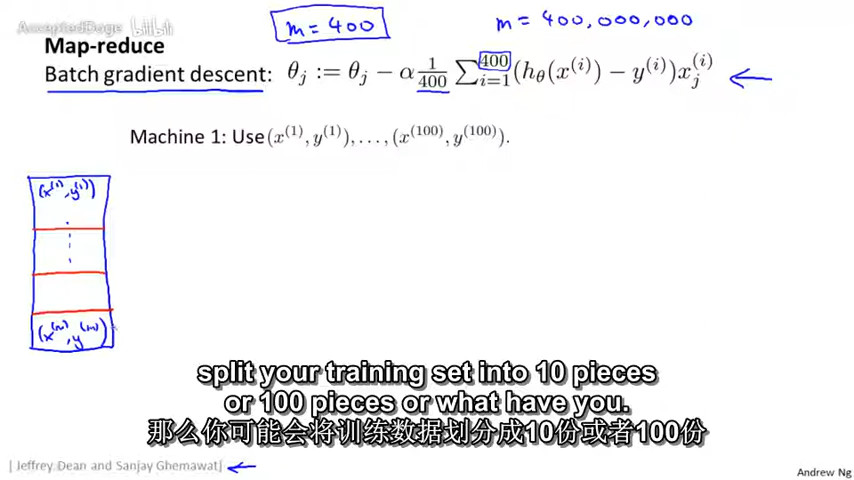 AcceptedDoge bilibili
m = 400
m = 400,000,000
Map-reduce
Batch gradient descent: θ_j := θ_j − α 1/400 ∑_{i=1}^{400} (h_θ(x^{(i)}) − y^{(i)}) x_j^{(i)}
Machine 1: Use (x^{(1)}, y^{(1)}), . . . , (x^{(100)}, y^{(100)}).
(x^{(1)}, y^{(1)})
(x^{(m)}, y^{(m)})
split your training set into 10 pieces
or 100 pieces or what have you.
那么你可能会将训练数据划分成10份或者100份
[ Jeffrey Dean and Sanjay Ghemawat]
Andrew Ng